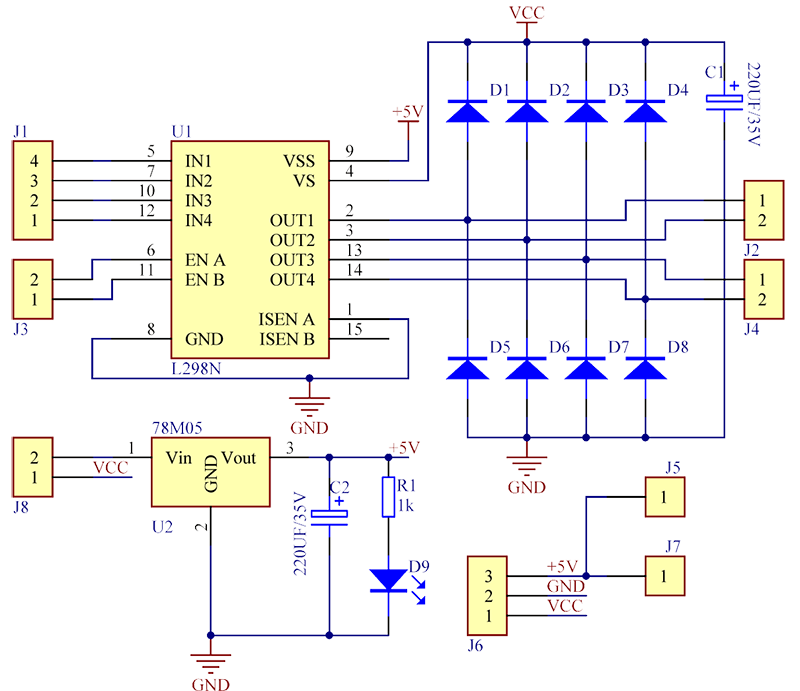 VCC
D1 D2 D3 D4 C1
220UF/35V
+5V
J1 U1
4 5 IN1 VSS 9
3 7 IN2 VS 4
2 10 IN3
1 12 IN4 OUT1 2
OUT2 3
2 6 EN A OUT3 13
1 11 EN B OUT4 14
J3
ISEN A 1
8 GND ISEN B 15
L298N
1
2
J2
1
2
J4
D5 D6 D7 D8
GND
GND
78M05
J8
2 1 Vin GND Vout 3 +5V
1 VCC
U2 2
C2 220UF/35V
R1
1k
D9
GND
J5
1
J7
1
3 +5V
2 GND
1 VCC
J6